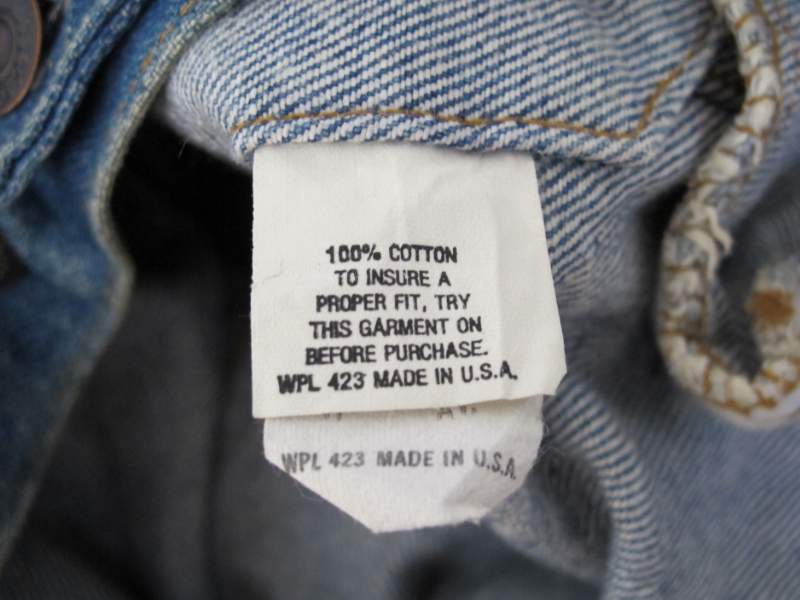 100% COTTON
TO INSURE A
PROPER FIT, TRY
THIS GARMENT ON
BEFORE PURCHASE.
WPL 423 MADE IN U.S.A.
WPL 423 MADE IN U.S.A